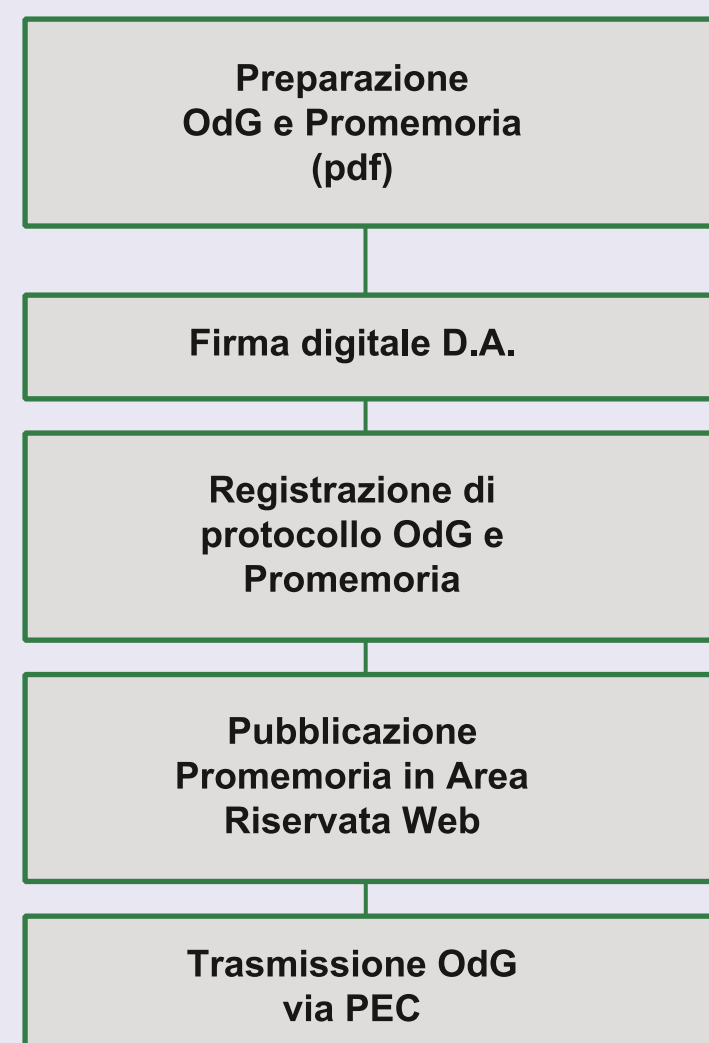 Preparazione
OdG e Promemoria
(pdf)
Firma digitale D.A.
Registrazione di
protocollo OdG e
Promemoria
Pubblicazione
Promemoria in Area
Riservata Web
Trasmissione OdG
via PEC